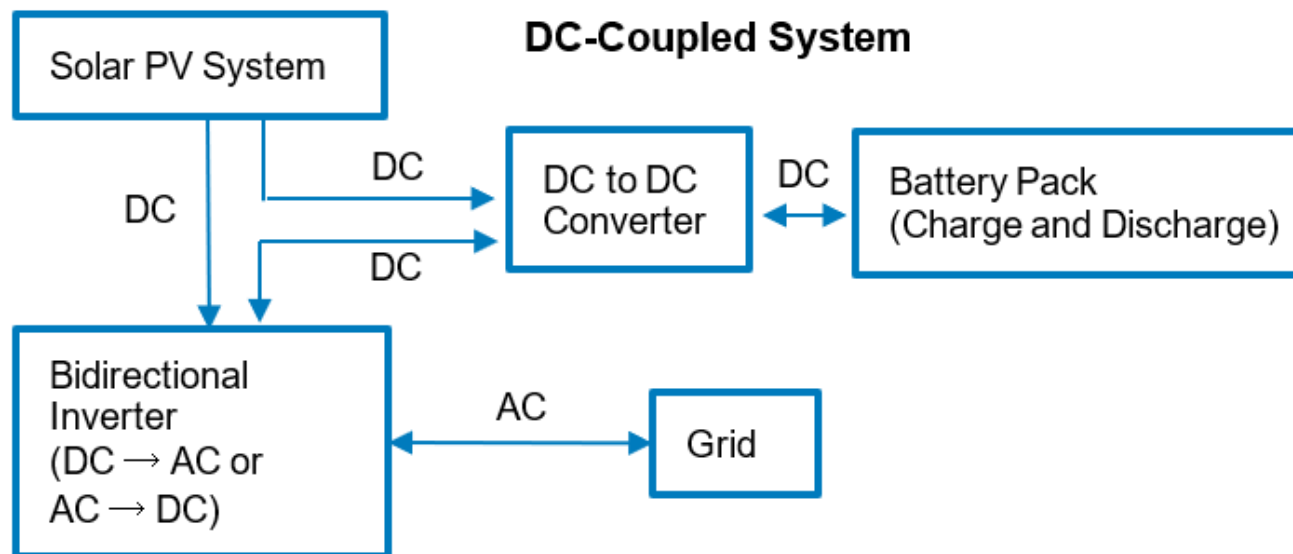 DC-Coupled System
Solar PV System
DC
DC
DC
DC to DC
Converter
DC
Battery Pack
(Charge and Discharge)
Bidirectional
Inverter
(DC → AC or
AC → DC)
AC
Grid